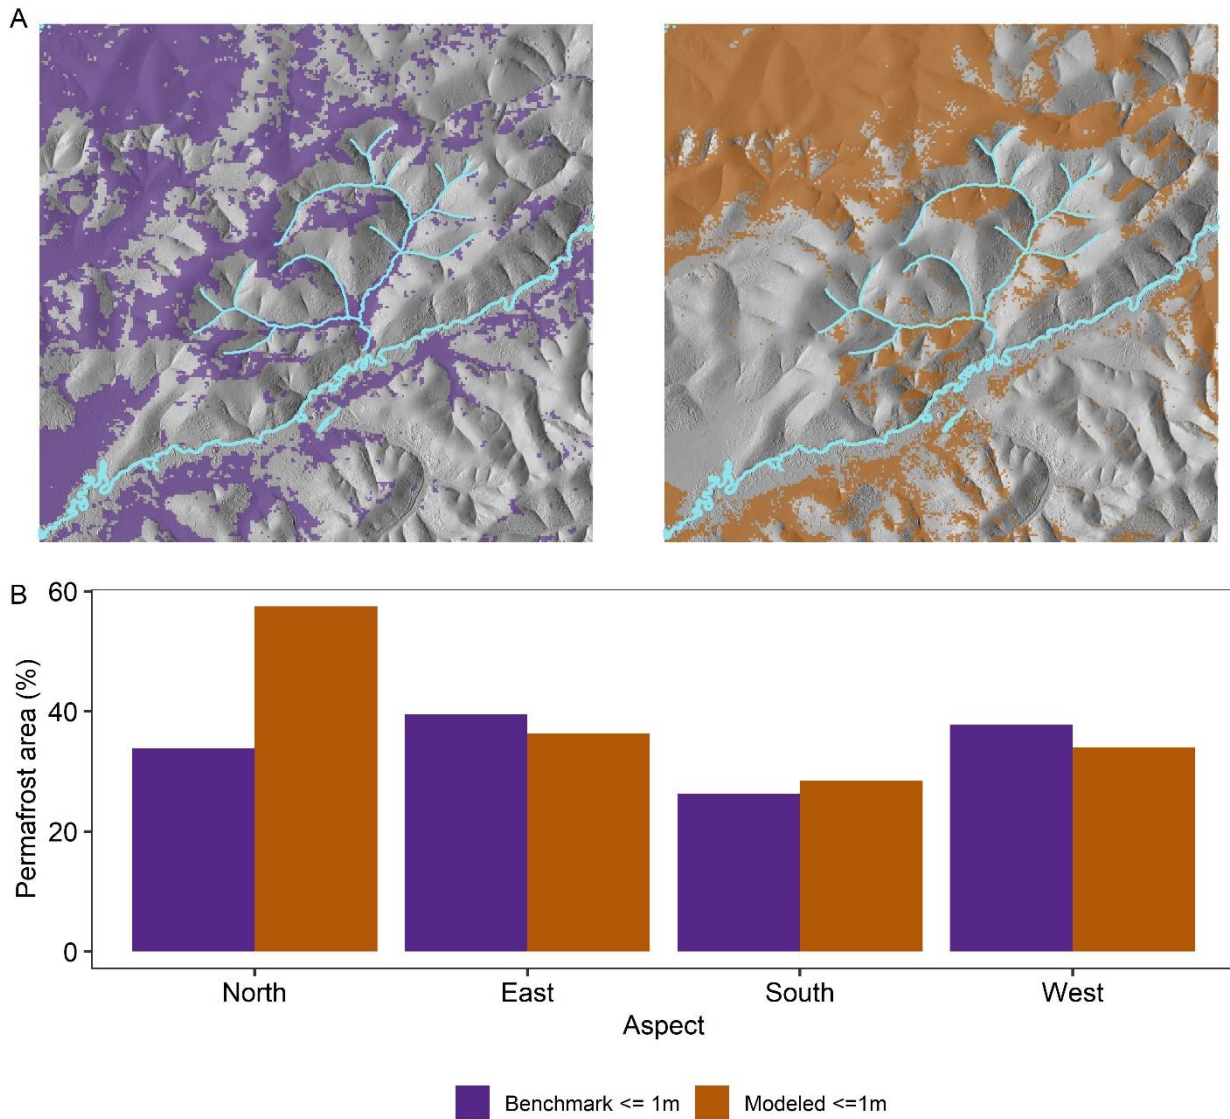 A
B
60
40
20
0
Permafrost area (%)
North East South West
Aspect
Benchmark <= 1m Modeled <=1m